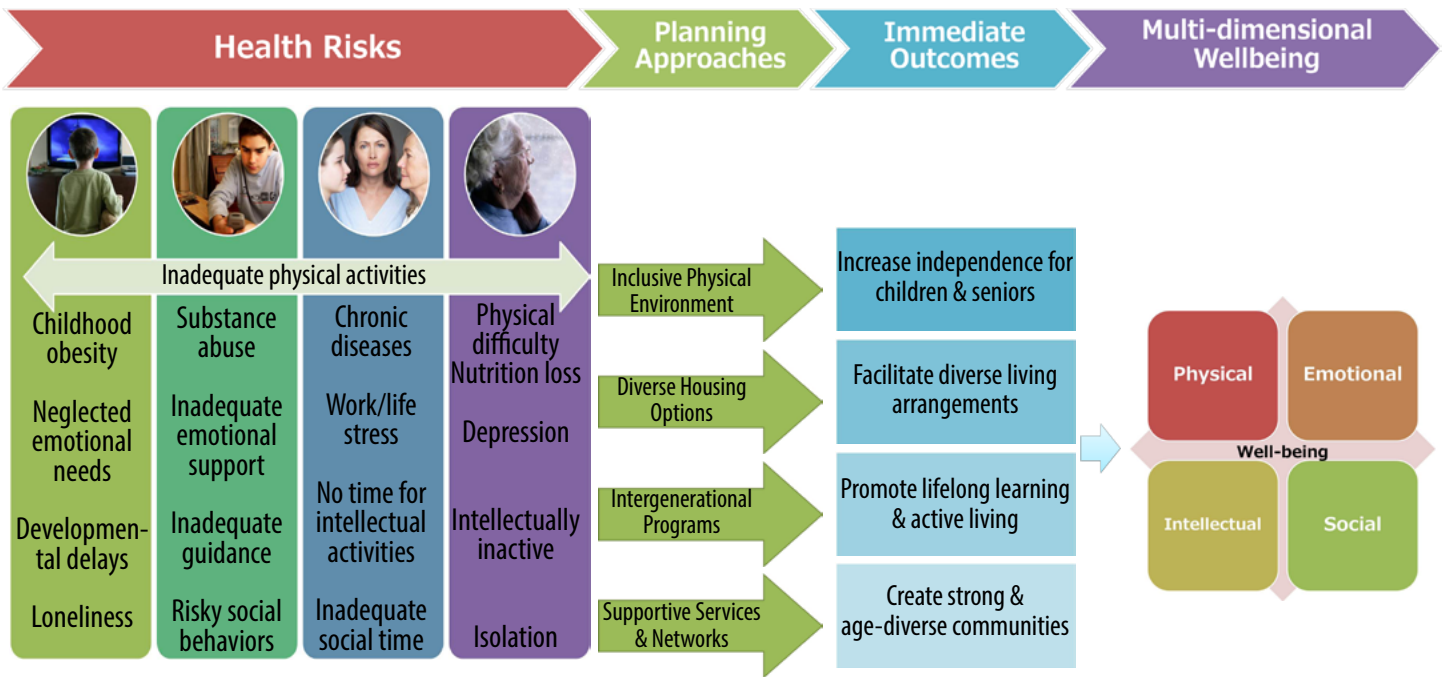 Health Risks
Planning
Approaches
Immediate
Outcomes
Multi-dimensional
Wellbeing
Inadequate physical activities
Childhood
obesity
Neglected
emotional
needs
Developmen-
tal delays
Loneliness
Substance
abuse
Inadequate
emotional
support
Inadequate
guidance
Risky social
behaviors
Chronic
diseases
Work/life
stress
No time for
intellectual
activities
Inadequate
social time
Physical
difficulty
Nutrition loss
Depression
Intellectually
inactive
Isolation
Inclusive Physical
Environment
Diverse Housing
Options
Intergenerational
Programs
Supportive Services
& Networks
Increase independence for
children & seniors
Facilitate diverse living
arrangements
Promote lifelong learning
& active living
Create strong &
age-diverse communities
Physical
Emotional
Well-being
Intellectual
Social